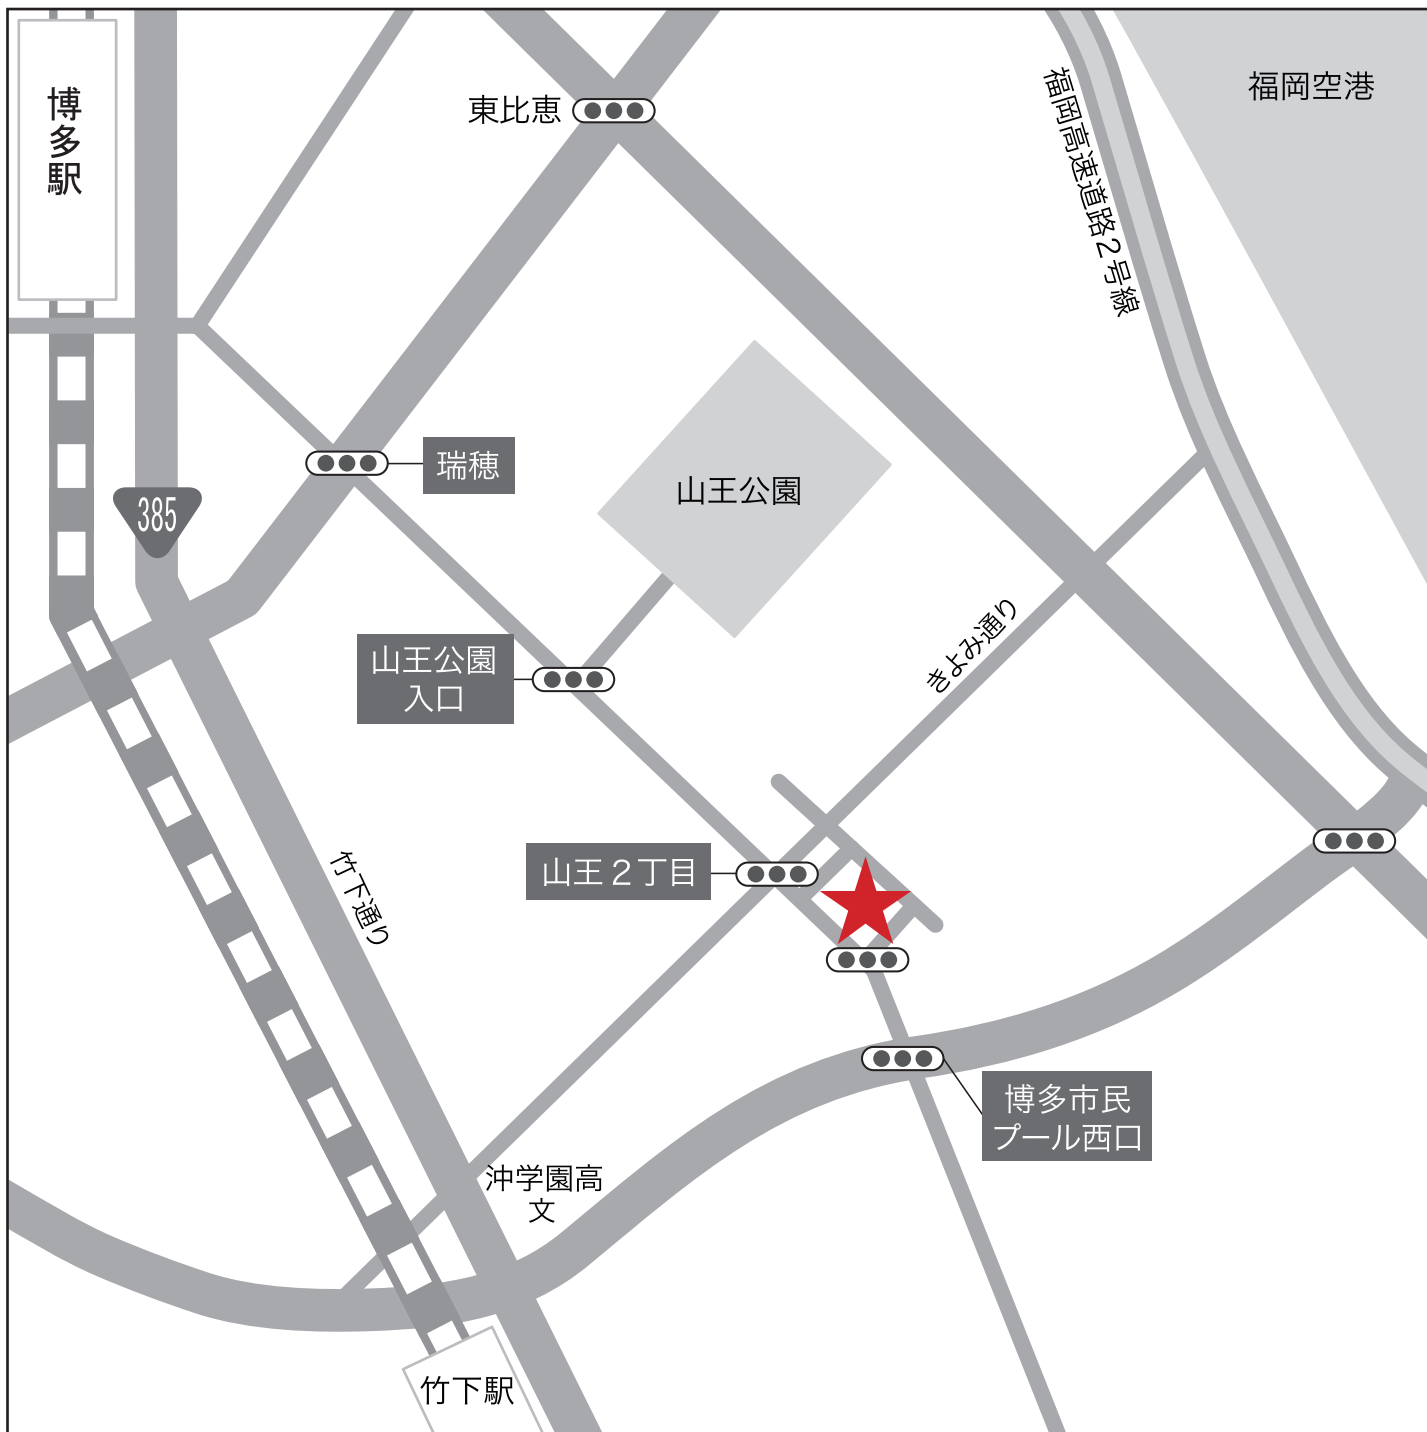 博多駅
東比恵
福岡空港
福岡高速道路2号線
瑞穂
山王公園
385
山王公園
入口
きよみ通り
山王2丁目
竹下通り
博多市民
プール西口
沖学園高
文
竹下駅